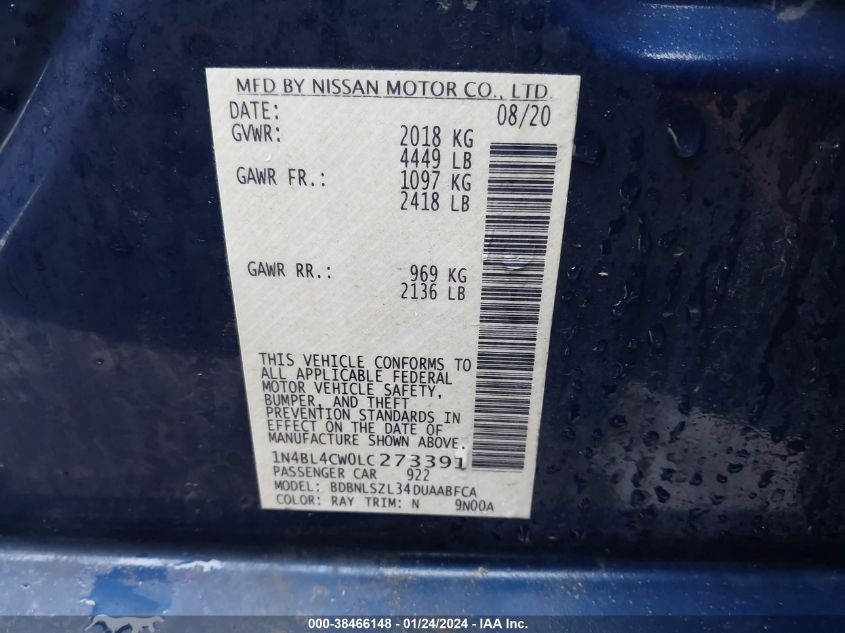 MFD BY NISSAN MOTOR CO., LTD.
DATE: 08/20
GVWR: 2018 KG
4449 LB
GAWR FR.: 1097 KG
2418 LB
GAWR RR.: 969 KG
2136 LB
THIS VEHICLE CONFORMS TO
ALL APPLICABLE FEDERAL
MOTOR VEHICLE SAFETY,
BUMPER, AND THEFT
PREVENTION STANDARDS IN
EFFECT ON THE DATE OF
MANUFACTURE SHOWN ABOVE.
1N4BL4CW0LC273391
PASSENGER CAR 922
MODEL: BDBNLSZL34DUAABFCA
COLOR: RAY TRIM: N 9N00A
000-38466148 - 01/24/2024 - IAA Inc.